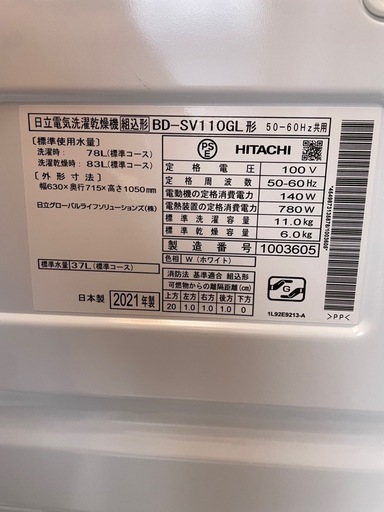 日立電気洗濯乾燥機 組込形 BD-SV110GL形 50-60Hz共用
[標準使用水量]
洗濯時: 78L(標準コース)
洗濯乾燥時: 83L(標準コース)
[外形寸法]
幅630×奥行715×高さ1050mm
日立グローバルライフソリューションズ(株)
標準水量 37L(標準コース)
日本製 2021年製
PS
E
HITACHI
定格電圧 100V
定格周波数 50-60Hz
電動機の定格消費電力 140W
電熱装置の定格消費電力 780W
標準洗濯容量 11.0kg
標準乾燥容量 6.0kg
製造番号 1003605
色相 W(ホワイト)
消防法 基準適合 組込形
可燃物からの離隔距離(cm)
上方 左方 右方 前方 後方 下方
20 1.0 1.0 1.0 0
G
1L92E9213-A
>PP<